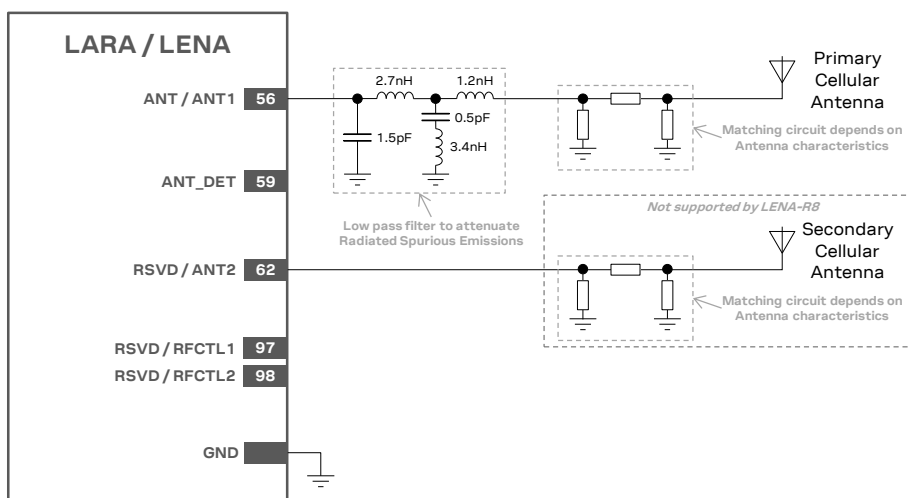 LARA / LENA
ANT / ANT1 56
2.7nH
1.2nH
1.5pF
0.5pF
3.4nH
Primary
Cellular
Antenna
Matching circuit depends on
Antenna characteristics
ANT_DET 59
Low pass filter to attenuate
Radiated Spurious Emissions
Not supported by LENA-R8
RSVD / ANT2 62
Secondary
Cellular
Antenna
Matching circuit depends on
Antenna characteristics
RSVD / RFCTL1 97
RSVD / RFCTL2 98
GND